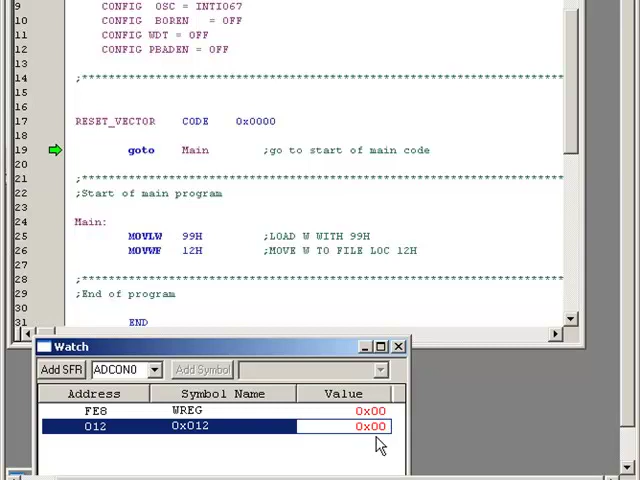 9
CONFIG OSC = INTIO67
10 CONFIG BOREN = OFF
11 CONFIG WDT = OFF
12 CONFIG PBADEN = OFF
13
14 ;************************************************************************
15
16
17 RESET_VECTOR CODE 0x0000
18
19 goto Main ;go to start of main code
20
21 ;************************************************************************
22 ;Start of main program
23
24 Main:
25 MOVLW 99H ;LOAD W WITH 99H
26 MOVWF 12H ;MOVE W TO FILE LOC 12H
27
28 ;************************************************************************
29 ;End of program
30
31 END
Watch
Add SFR ADCON0 Add Symbol
Address Symbol Name Value
FE8 WREG 0x00
012 0x012 0x00